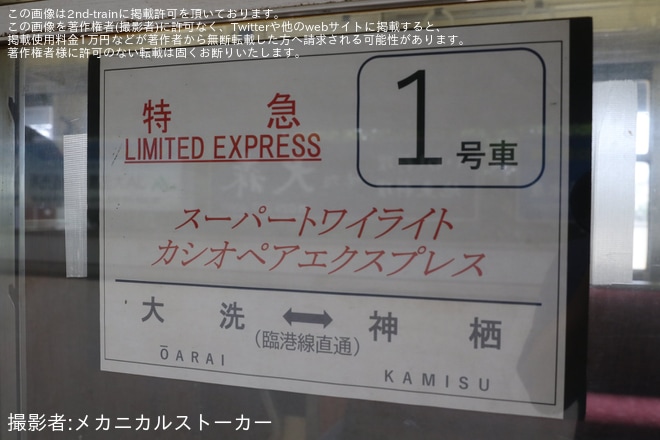 この画像は2nd-trainに掲載許可を頂いております。
この画像を著作権者(撮影者)に許可なく、Twitterや他のwebサイトに掲載すると、
掲載使用料金1万円などが著作者から無断転載した方へ請求される可能性があります。
著作権者様に許可のない転載は固くお断りいたします。
特 急
LIMITED EXPRESS
1号車
スーパートワイライト
カシオペアエクスプレス
大 洗 ⟷ 神 栖
(臨港線直通)
ŌARAI
KAMISU
撮影者:メカニカルストーカー